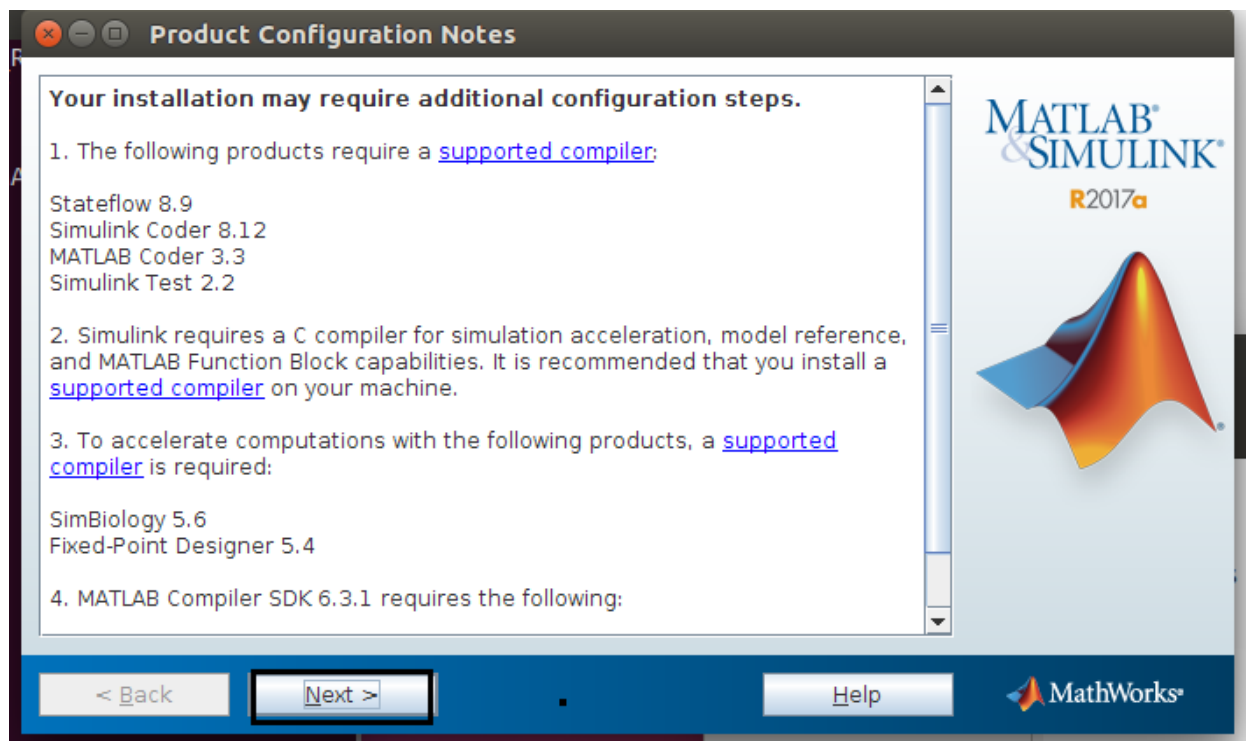 Product Configuration Notes
Your installation may require additional configuration steps.
1. The following products require a supported compiler:
Stateflow 8.9
Simulink Coder 8.12
MATLAB Coder 3.3
Simulink Test 2.2
2. Simulink requires a C compiler for simulation acceleration, model reference,
and MATLAB Function Block capabilities. It is recommended that you install a
supported compiler on your machine.
3. To accelerate computations with the following products, a supported
compiler is required:
SimBiology 5.6
Fixed-Point Designer 5.4
4. MATLAB Compiler SDK 6.3.1 requires the following:
MATLAB®
&SIMULINK®
R2017a
< Back
Next >
Help
MathWorks®